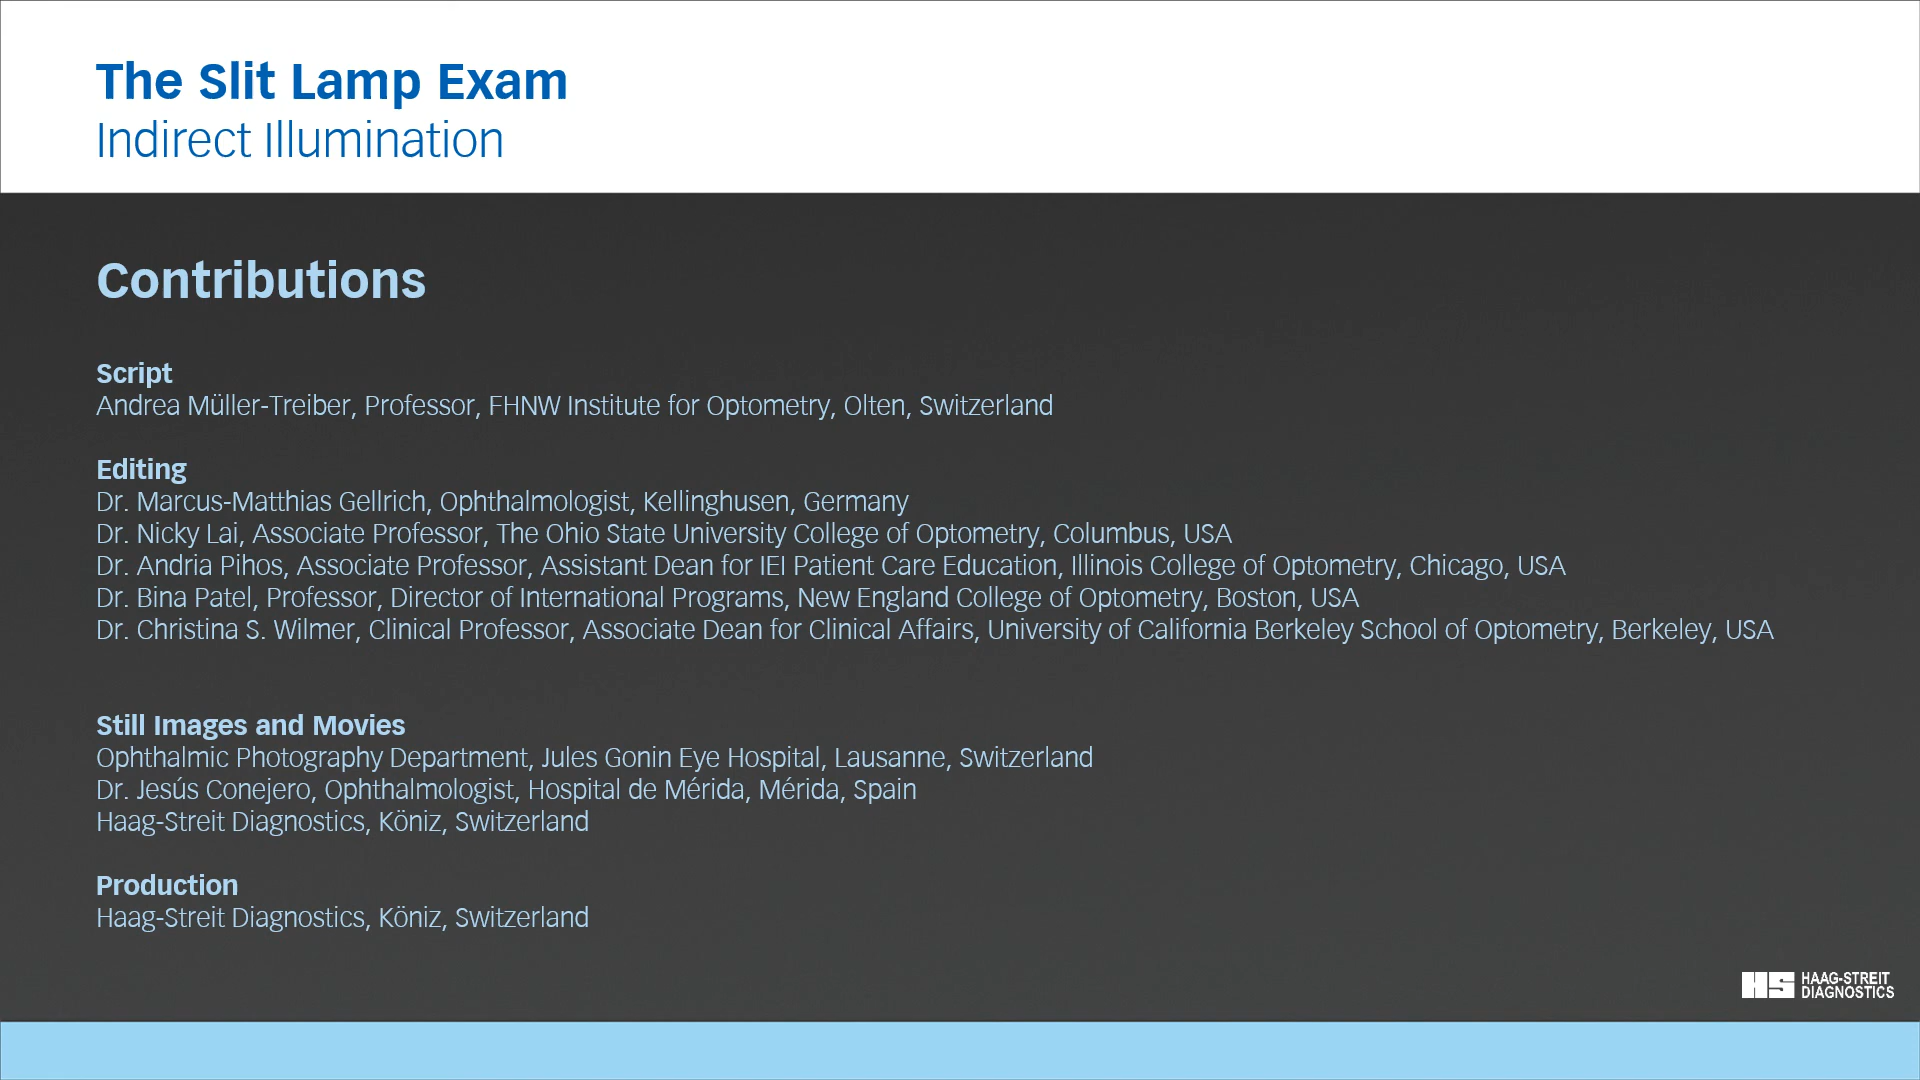 The Slit Lamp Exam
Indirect Illumination
Contributions
Script
Andrea Müller-Treiber, Professor, FHNW Institute for Optometry, Olten, Switzerland
Editing
Dr. Marcus-Matthias Gellrich, Ophthalmologist, Kellinghusen, Germany
Dr. Nicky Lai, Associate Professor, The Ohio State University College of Optometry, Columbus, USA
Dr. Andria Pihos, Associate Professor, Assistant Dean for IEI Patient Care Education, Illinois College of Optometry, Chicago, USA
Dr. Bina Patel, Professor, Director of International Programs, New England College of Optometry, Boston, USA
Dr. Christina S. Wilmer, Clinical Professor, Associate Dean for Clinical Affairs, University of California Berkeley School of Optometry, Berkeley, USA
Still Images and Movies
Ophthalmic Photography Department, Jules Gonin Eye Hospital, Lausanne, Switzerland
Dr. Jesús Conejero, Ophthalmologist, Hospital de Mérida, Mérida, Spain
Haag-Streit Diagnostics, Köniz, Switzerland
Production
Haag-Streit Diagnostics, Köniz, Switzerland
HS HAAG-STREIT
DIAGNOSTICS